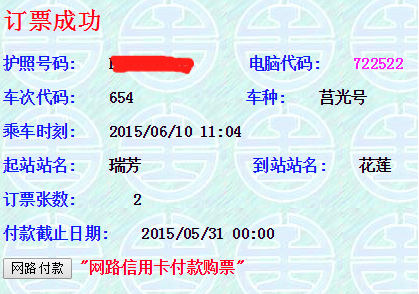 订票成功
护照号码: 电脑代码: 722522
车次代码: 654 车种: 莒光号
乘车时刻: 2015/06/10 11:04
起站站名: 瑞芳 到站站名: 花莲
订票张数: 2
付款截止日期: 2015/05/31 00:00
网路付款 "网路信用卡付款购票"